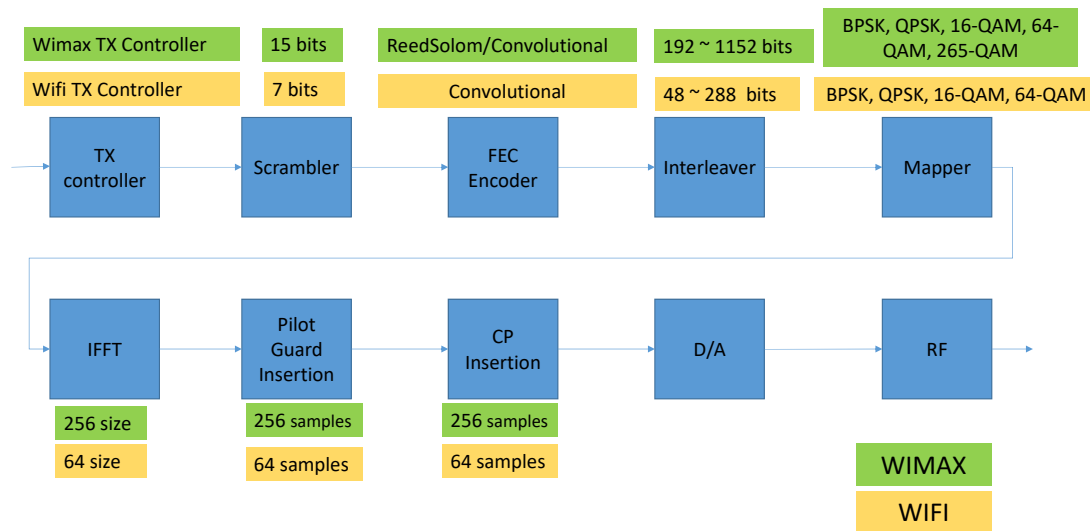 Wimax TX Controller
15 bits
ReedSolom/Convolutional
192 ~ 1152 bits
BPSK, QPSK, 16-QAM, 64-
QAM, 265-QAM
Wifi TX Controller
7 bits
Convolutional
48 ~ 288 bits
BPSK, QPSK, 16-QAM, 64-QAM
TX
controller
Scrambler
FEC
Encoder
Interleaver
Mapper
IFFT
Pilot
Guard
Insertion
CP
Insertion
D/A
RF
256 size
256 samples
256 samples
64 size
64 samples
64 samples
WIMAX
WIFI